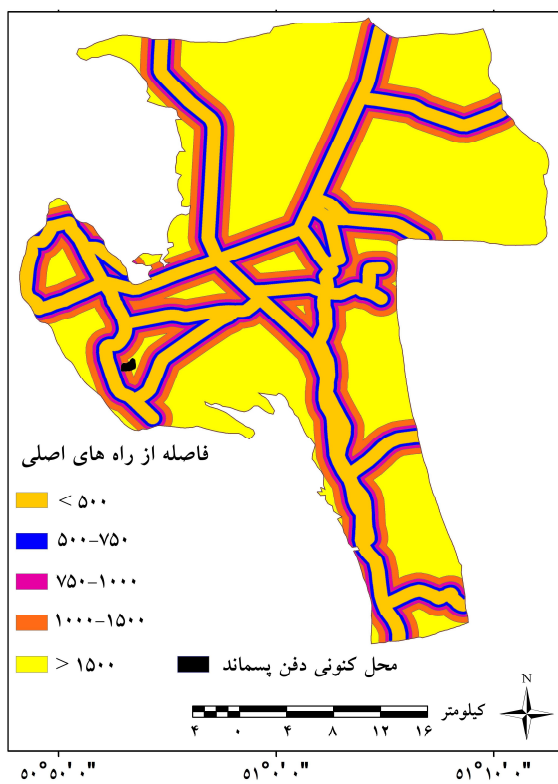 فاصله از راه های اصلی
< ۵۰۰
۵۰۰-۷۵۰
۷۵۰-۱۰۰۰
۱۰۰۰-۱۵۰۰
> ۱۵۰۰
محل کنونی دفن پسماند
N
کیلومتر
۴ ۰ ۴ ۸ ۱۲ ۱۶
۵۰°۵۰'۰" ۵۱°۰'۰" ۵۱°۱۰'۰"